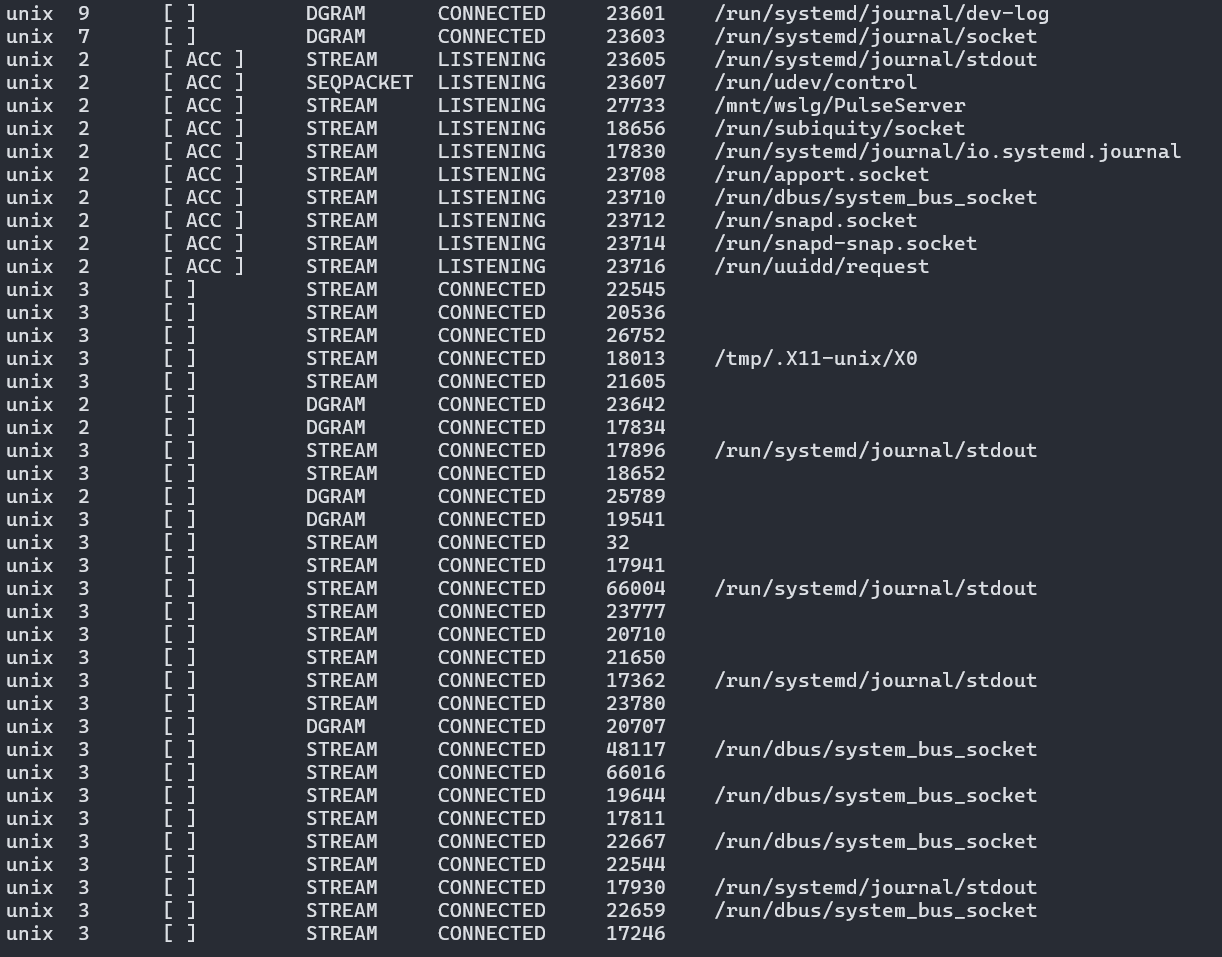 unix  9      [ ]         DGRAM      CONNECTED     23601    /run/systemd/journal/dev-log
unix  7      [ ]         DGRAM      CONNECTED     23603    /run/systemd/journal/socket
unix  2      [ ACC ]     STREAM     LISTENING     23605    /run/systemd/journal/stdout
unix  2      [ ACC ]     SEQPACKET  LISTENING     23607    /run/udev/control
unix  2      [ ACC ]     STREAM     LISTENING     27733    /mnt/wslg/PulseServer
unix  2      [ ACC ]     STREAM     LISTENING     18656    /run/subiquity/socket
unix  2      [ ACC ]     STREAM     LISTENING     17830    /run/systemd/journal/io.systemd.journal
unix  2      [ ACC ]     STREAM     LISTENING     23708    /run/apport.socket
unix  2      [ ACC ]     STREAM     LISTENING     23710    /run/dbus/system_bus_socket
unix  2      [ ACC ]     STREAM     LISTENING     23712    /run/snapd.socket
unix  2      [ ACC ]     STREAM     LISTENING     23714    /run/snapd-snap.socket
unix  2      [ ACC ]     STREAM     LISTENING     23716    /run/uuidd/request
unix  3      [ ]         STREAM     CONNECTED     22545
unix  3      [ ]         STREAM     CONNECTED     20536
unix  3      [ ]         STREAM     CONNECTED     26752
unix  3      [ ]         STREAM     CONNECTED     18013    /tmp/.X11-unix/X0
unix  3      [ ]         STREAM     CONNECTED     21605
unix  2      [ ]         DGRAM      CONNECTED     23642
unix  2      [ ]         DGRAM      CONNECTED     17834
unix  3      [ ]         STREAM     CONNECTED     17896    /run/systemd/journal/stdout
unix  3      [ ]         STREAM     CONNECTED     18652
unix  2      [ ]         DGRAM      CONNECTED     25789
unix  3      [ ]         DGRAM      CONNECTED     19541
unix  3      [ ]         STREAM     CONNECTED     32
unix  3      [ ]         STREAM     CONNECTED     17941
unix  3      [ ]         STREAM     CONNECTED     66004    /run/systemd/journal/stdout
unix  3      [ ]         STREAM     CONNECTED     23777
unix  3      [ ]         STREAM     CONNECTED     20710
unix  3      [ ]         STREAM     CONNECTED     21650
unix  3      [ ]         STREAM     CONNECTED     17362    /run/systemd/journal/stdout
unix  3      [ ]         STREAM     CONNECTED     23780
unix  3      [ ]         DGRAM      CONNECTED     20707
unix  3      [ ]         STREAM     CONNECTED     48117    /run/dbus/system_bus_socket
unix  3      [ ]         STREAM     CONNECTED     66016
unix  3      [ ]         STREAM     CONNECTED     19644    /run/dbus/system_bus_socket
unix  3      [ ]         STREAM     CONNECTED     17811
unix  3      [ ]         STREAM     CONNECTED     22667    /run/dbus/system_bus_socket
unix  3      [ ]         STREAM     CONNECTED     22544
unix  3      [ ]         STREAM     CONNECTED     17930    /run/systemd/journal/stdout
unix  3      [ ]         STREAM     CONNECTED     22659    /run/dbus/system_bus_socket
unix  3      [ ]         STREAM     CONNECTED     17246